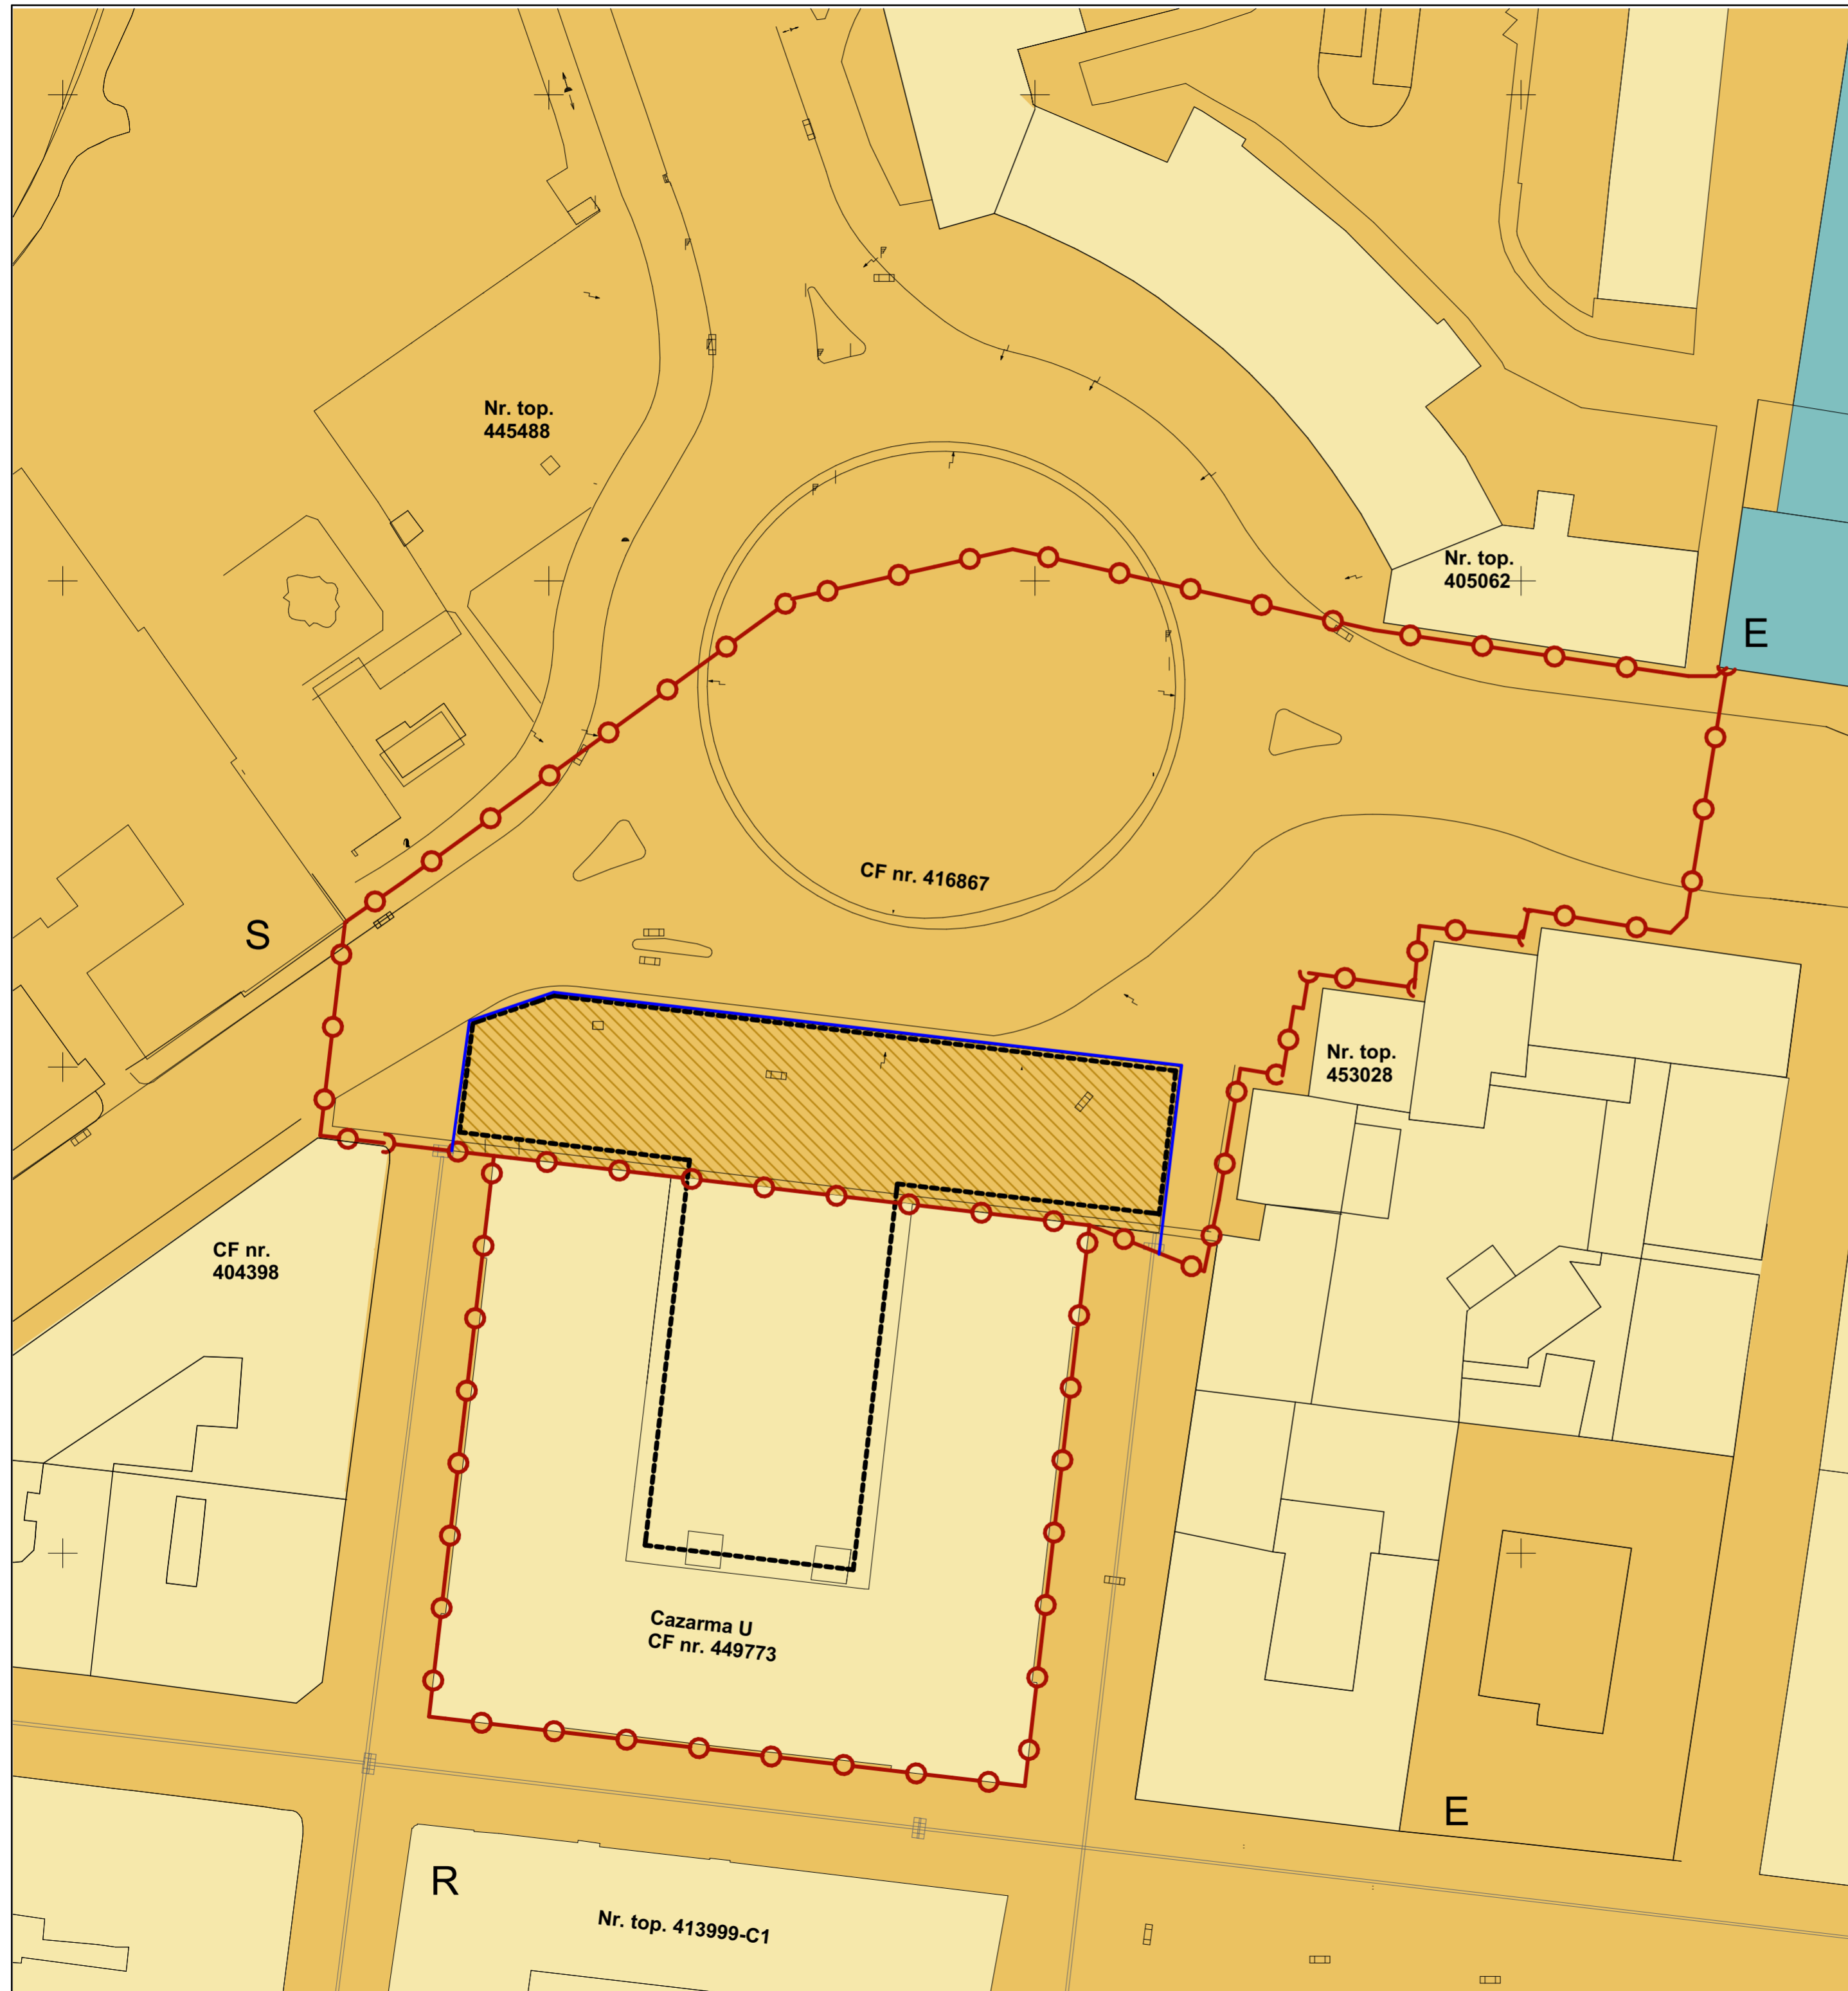 Nr. top.
445488
Nr. top.
405062
E
CF nr. 416867
S
Nr. top.
453028
CF nr.
404398
Cazarma U
CF nr. 449773
E
R
Nr. top. 413999-C1